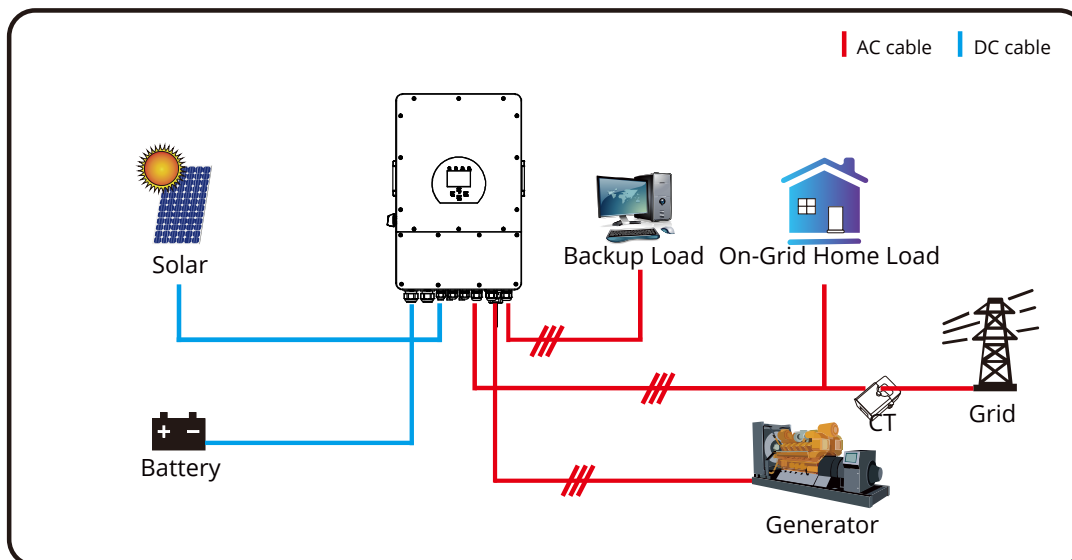 AC cable
DC cable
Solar
Backup Load
On-Grid Home Load
CT
Grid
Battery
+ −
Generator